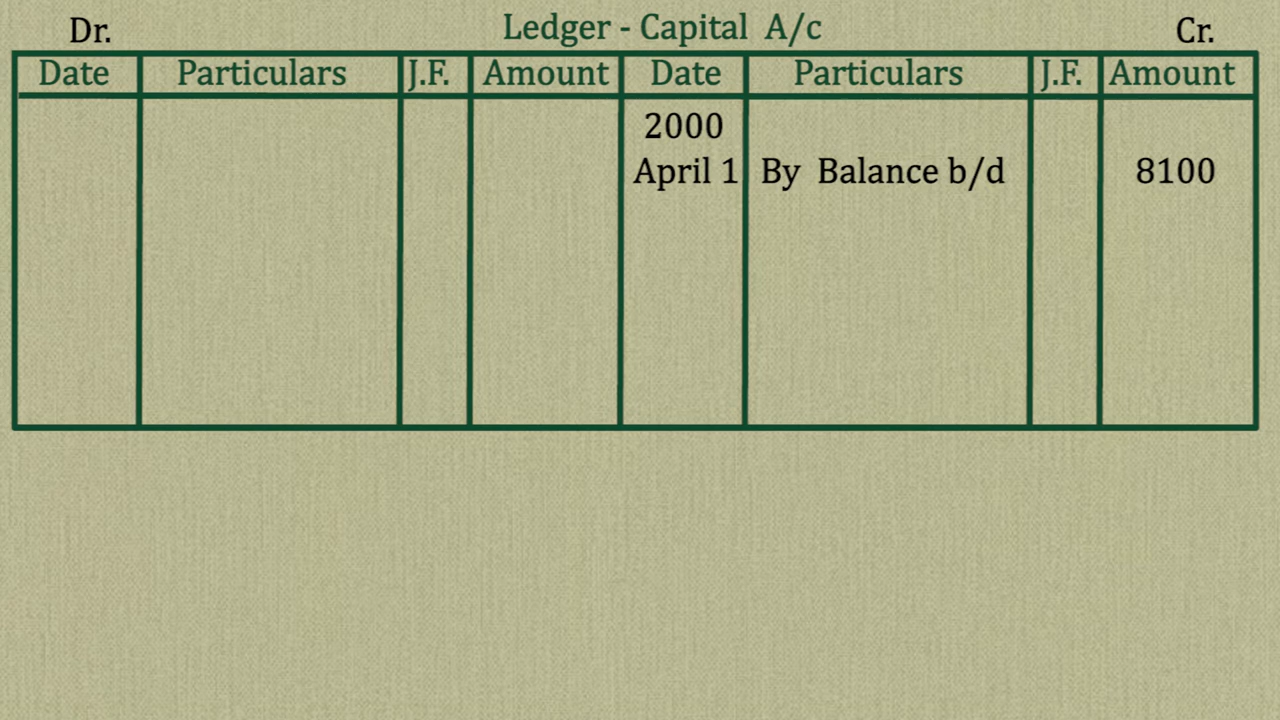 Dr. Ledger - Capital A/c Cr.
Date Particulars J.F. Amount Date Particulars J.F. Amount
2000
April 1 By Balance b/d 8100